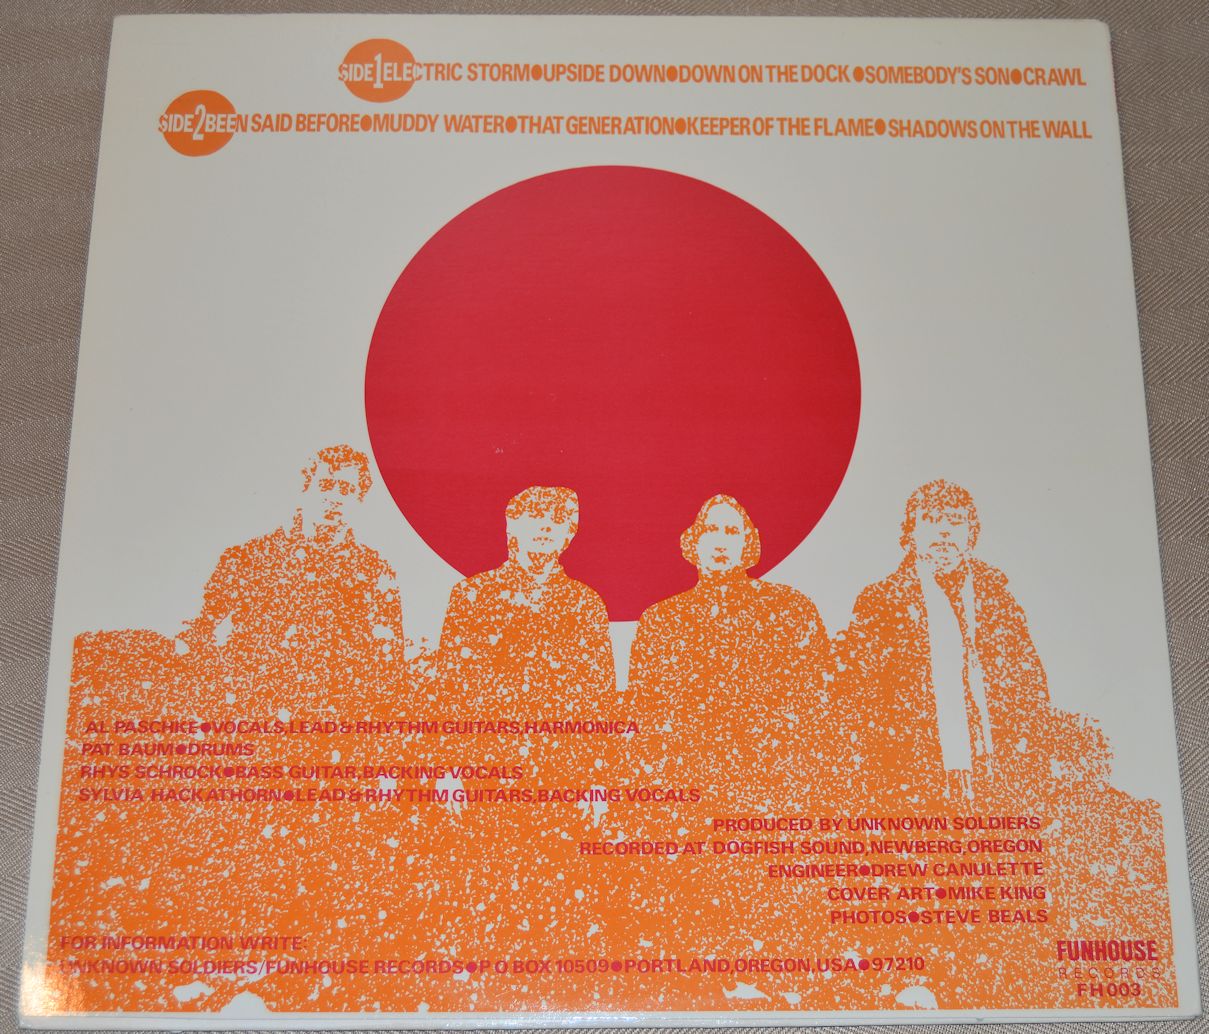 SIDE 1 ELECTRIC STORM●UPSIDE DOWN●DOWN ON THE DOCK●SOMEBODY'S SON●CRAWL
SIDE 2 BEEN SAID BEFORE●MUDDY WATER●THAT GENERATION●KEEPER OF THE FLAME●SHADOWS ON THE WALL
AL PASCHKE●VOCALS,LEAD & RHYTHM GUITARS,HARMONICA
PAT BAUM●DRUMS
RHYS SCHROCK●BASS GUITAR,BACKING VOCALS
SYLVIA HACKATHORN●LEAD & RHYTHM GUITARS,BACKING VOCALS
PRODUCED BY UNKNOWN SOLDIERS
RECORDED AT DOGFISH SOUND,NEWBERG,OREGON
ENGINEER●DREW CANULETTE
COVER ART●MIKE KING
PHOTOS●STEVE BEALS
FOR INFORMATION WRITE:
UNKNOWN SOLDIERS/FUNHOUSE RECORDS●P O BOX 10509●PORTLAND,OREGON,USA●97210
FUNHOUSE
RECORDS
FH003